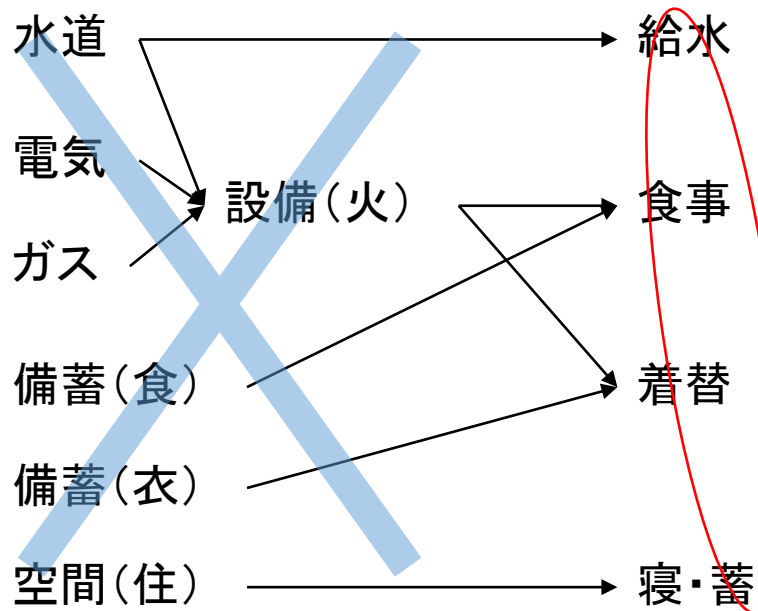 水道
給水
電気
設備(火)
食事
ガス
備蓄(食)
着替
備蓄(衣)
空間(住)
寝・蓄